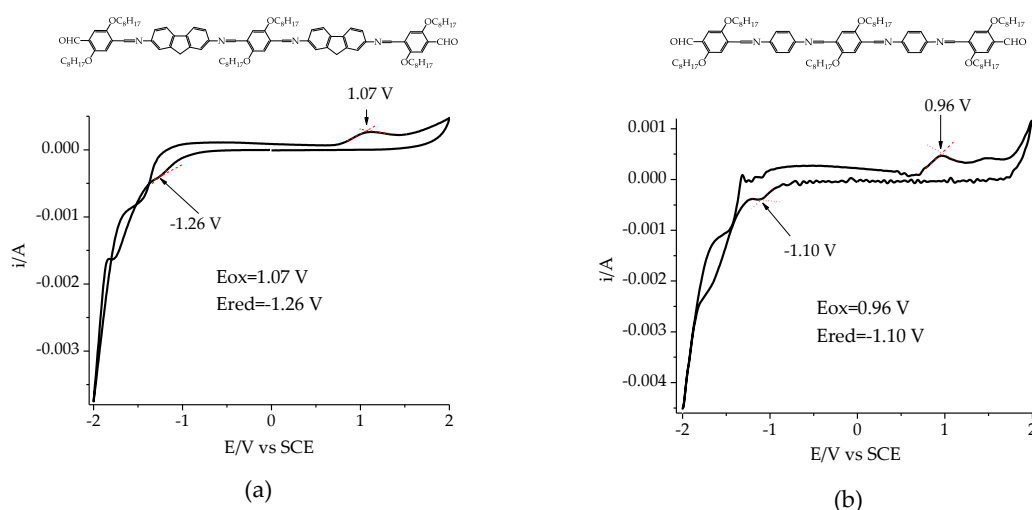 C₈H₁₇O OC₈H₁₇ OC₈H₁₇
OHC C=N N=C C=N N=C CHO
C₈H₁₇O C₈H₁₇O C₈H₁₇O
1.07 V
0.000
-0.001
-0.002
-0.003
i/A
-1.26 V
Eox=1.07 V
Ered=-1.26 V
-2 -1 0 1 2
E/V vs SCE
(a)
OC₈H₁₇ OC₈H₁₇ C₈H₁₇O
OHC C=N N=C C=N N=C CHO
C₈H₁₇O C₈H₁₇O OC₈H₁₇
0.96 V
0.001
0.000
-0.001
-0.002
-0.003
-0.004
i/A
-1.10 V
Eox=0.96 V
Ered=-1.10 V
-2 -1 0 1 2
E/V vs SCE
(b)